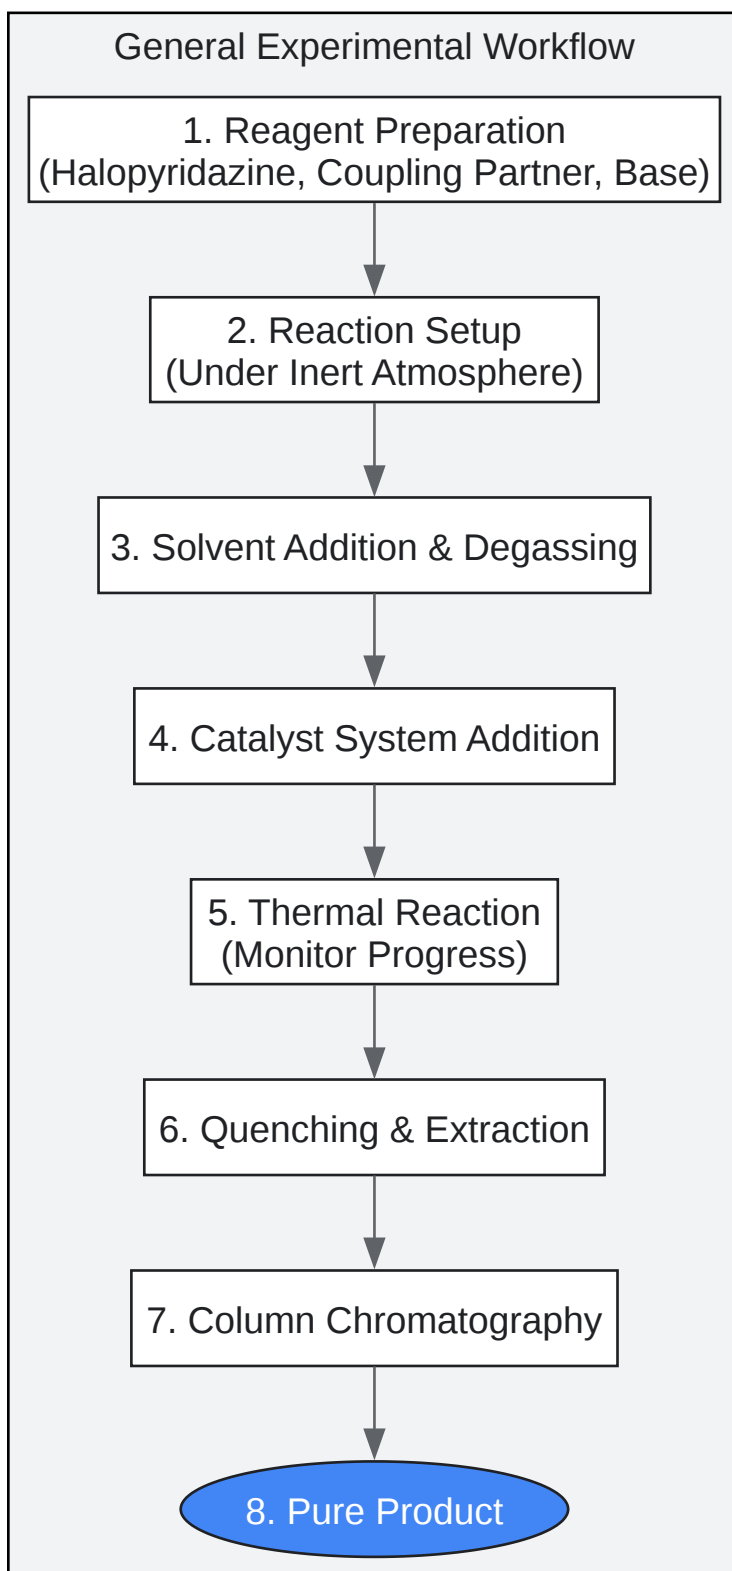 General Experimental Workflow
1. Reagent Preparation
(Halopyridazine, Coupling Partner, Base)
2. Reaction Setup
(Under Inert Atmosphere)
3. Solvent Addition & Degassing
4. Catalyst System Addition
5. Thermal Reaction
(Monitor Progress)
6. Quenching & Extraction
7. Column Chromatography
8. Pure Product